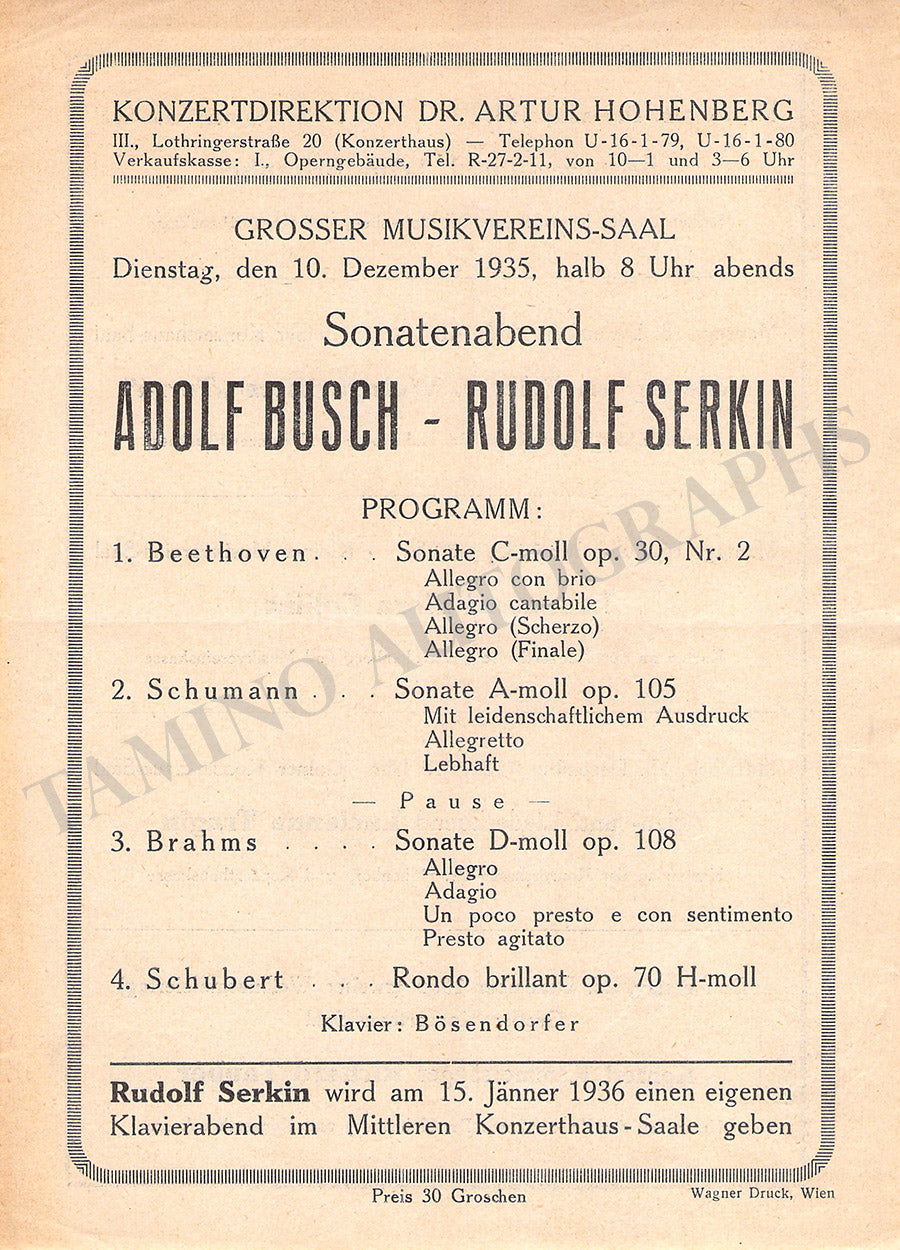 KONZERTDIREKTION DR. ARTUR HOHENBERG
III., Lothringerstraße 20 (Konzerthaus) — Telephon U-16-1-79, U-16-1-80
Verkaufskasse: I., Operngebäude, Tel. R-27-2-11, von 10—1 und 3—6 Uhr
GROSSER MUSIKVEREINS-SAAL
Dienstag, den 10. Dezember 1935, halb 8 Uhr abends
Sonatenabend
ADOLF BUSCH - RUDOLF SERKIN
PROGRAMM:
1. Beethoven . . . Sonate C-moll op. 30, Nr. 2
Allegro con brio
Adagio cantabile
Allegro (Scherzo)
Allegro (Finale)
2. Schumann . . . Sonate A-moll op. 105
Mit leidenschaftlichem Ausdruck
Allegretto
Lebhaft
— Pause —
3. Brahms . . . . Sonate D-moll op. 108
Allegro
Adagio
Un poco presto e con sentimento
Presto agitato
4. Schubert . . . Rondo brillant op. 70 H-moll
Klavier: Bösendorfer
Rudolf Serkin wird am 15. Jänner 1936 einen eigenen
Klavierabend im Mittleren Konzerthaus-Saale geben
Preis 30 Groschen
Wagner Druck, Wien
TAMINO AUTOGRAPHS